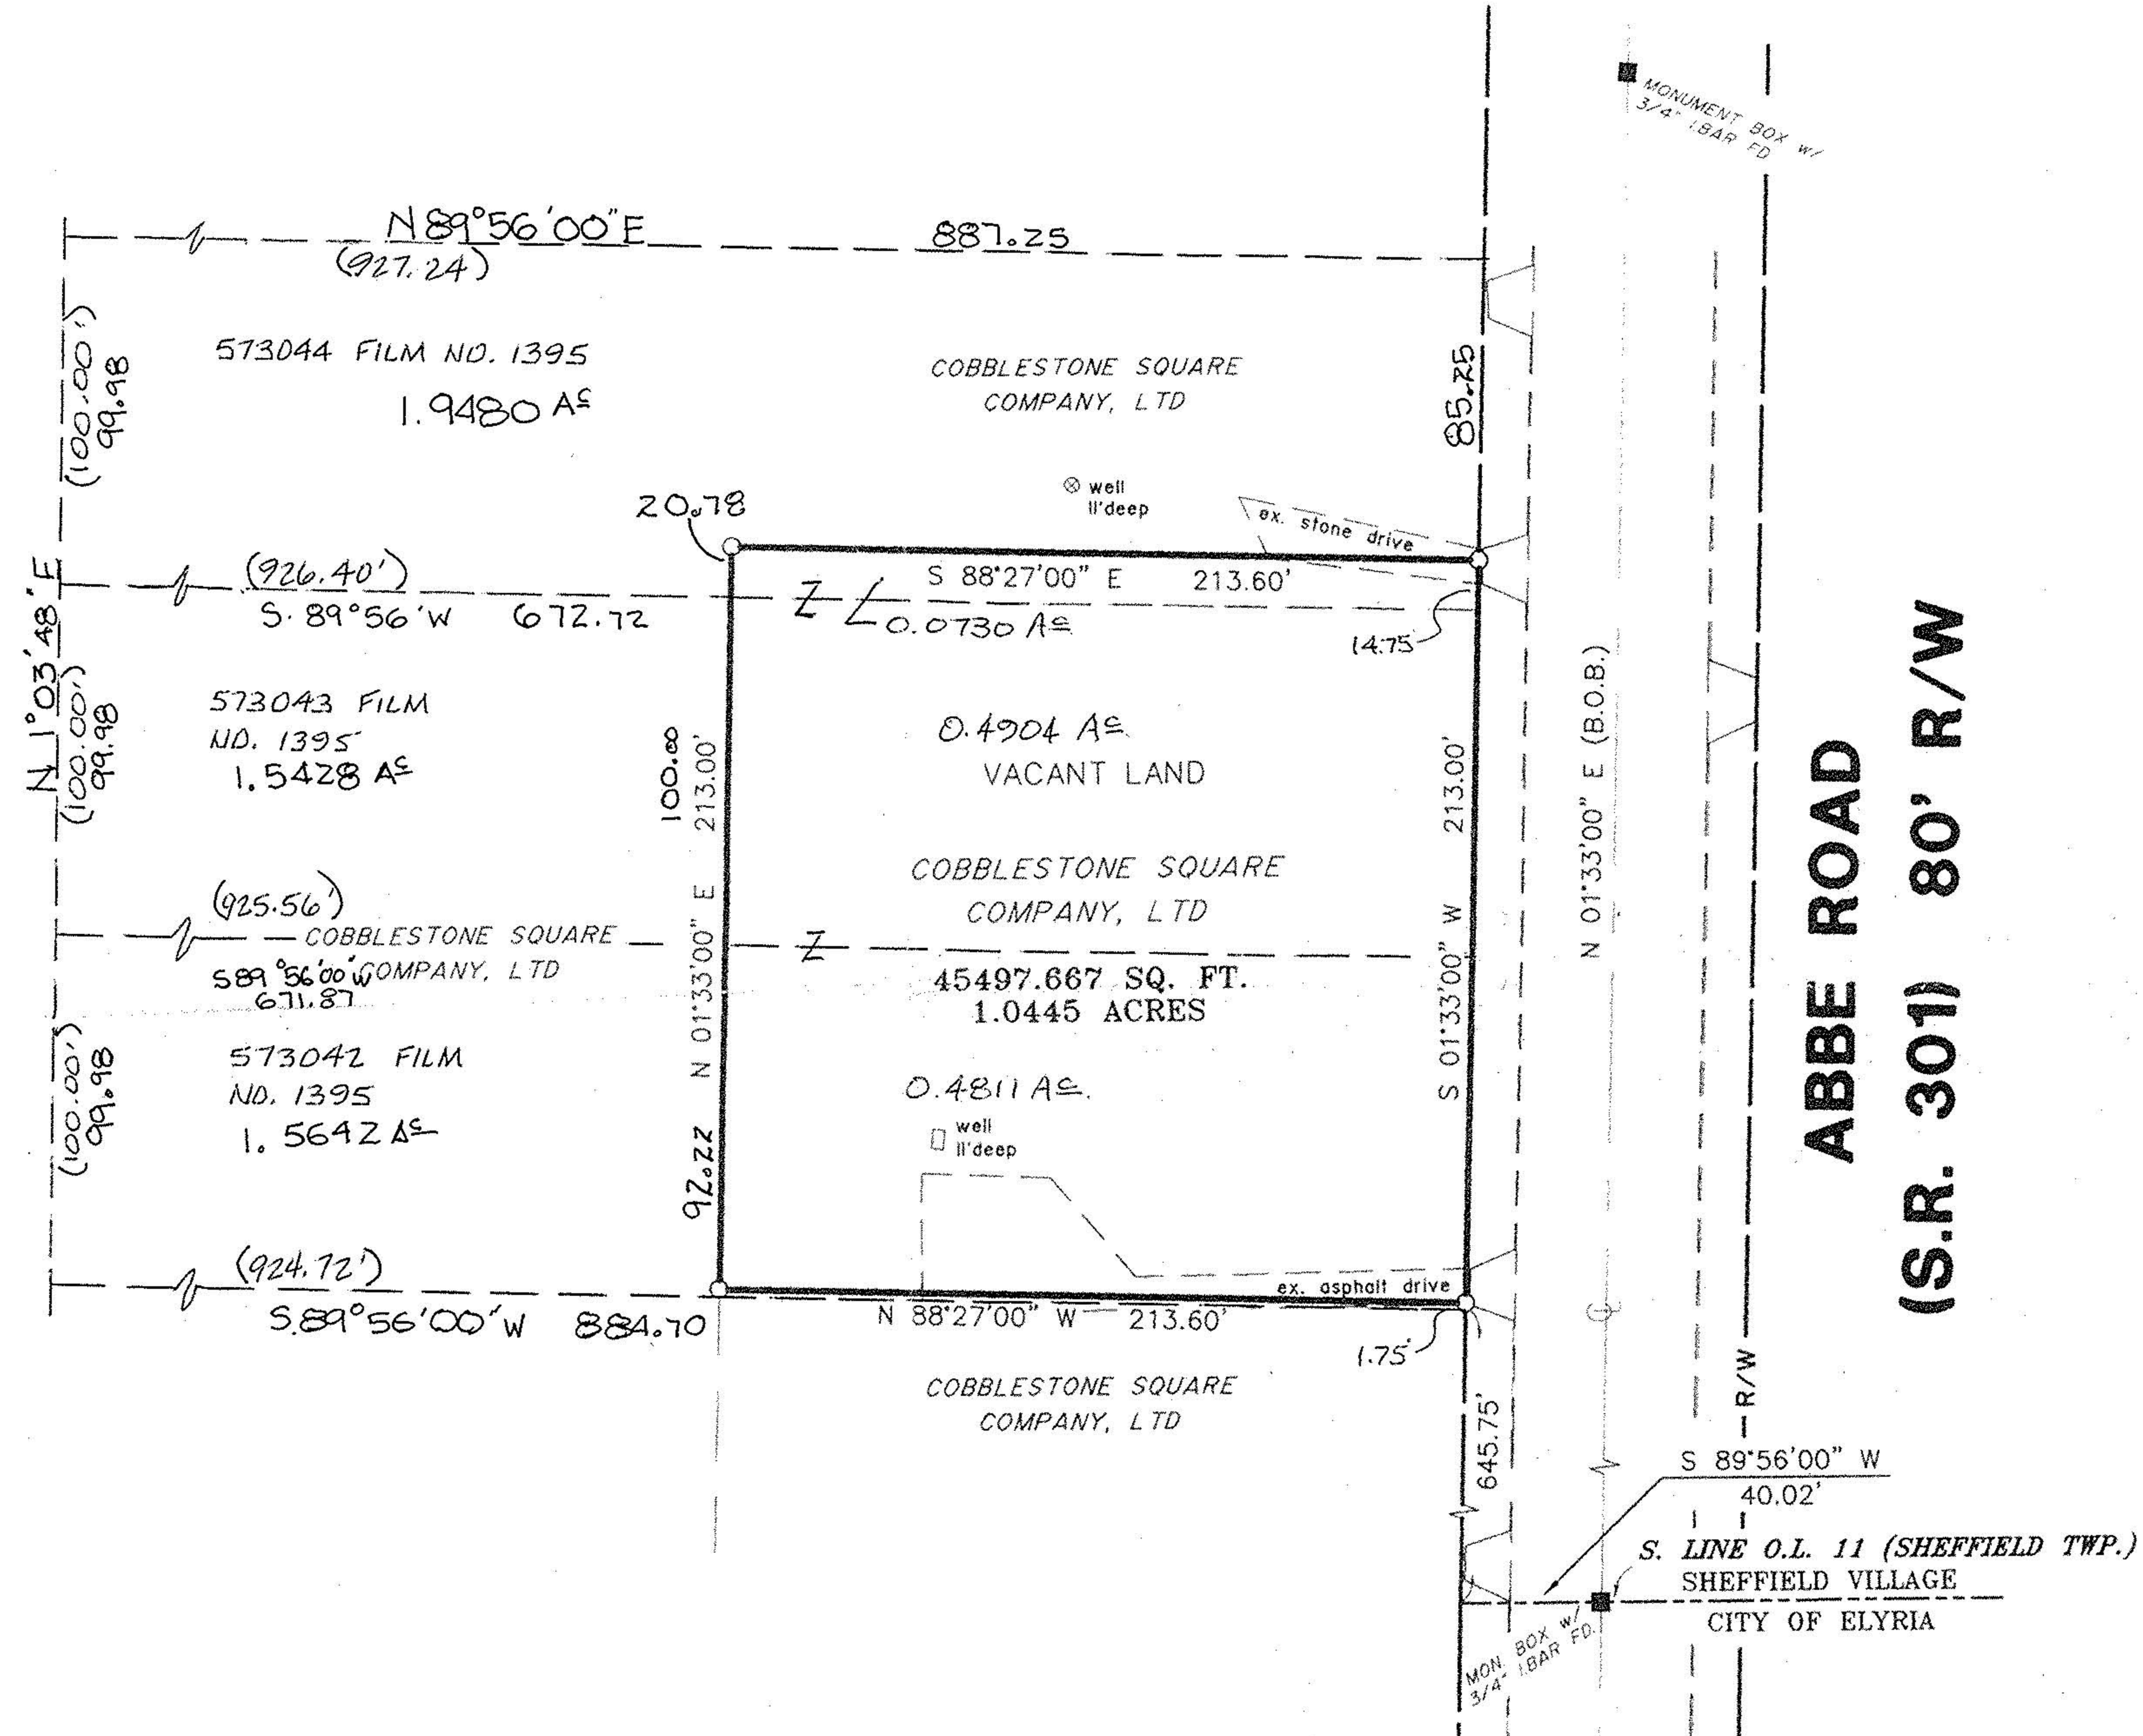 MONUMENT BOX w/
3/4" I.BAR FD
N 89°56'00" E 887.25
(927.24)
(100.00')
99.98
573044 FILM NO. 1395
1.9480 Ac
COBBLESTONE SQUARE
COMPANY, LTD
85.25
well
11'deep
ex. stone drive
20.78
(926.40')
S. 89°56'W 672.72
S 88°27'00" E 213.60'
Z Z
0.0730 Ac.
14.75'
N 1°03'48" E
(100.00')
99.98
573043 FILM
NO. 1395
1.5428 Ac
100.00
213.00'
N 01°33'00" E
92.22
0.4904 Ac.
VACANT LAND
COBBLESTONE SQUARE
COMPANY, LTD
213.00'
S 01°33'00" W
N 01°33'00" E (B.O.B.)
ABBE ROAD
(S.R. 301) 80' R/W
(925.56')
COBBLESTONE SQUARE
S89°56'00"W COMPANY, LTD
671.87
Z
45497.667 SQ. FT.
1.0445 ACRES
(100.00')
99.98
573042 FILM
NO. 1395
1.5642 Ac
0.4811 Ac.
well
11'deep
ex. asphalt drive
(924.72')
S.89°56'00"W 884.70
N 88°27'00" W 213.60'
1.75'
COBBLESTONE SQUARE
COMPANY, LTD
645.75'
R/W
S 89°56'00" W
40.02'
S. LINE O.L. 11 (SHEFFIELD TWP.)
SHEFFIELD VILLAGE
CITY OF ELYRIA
MON. BOX w/
3/4" I.BAR FD.